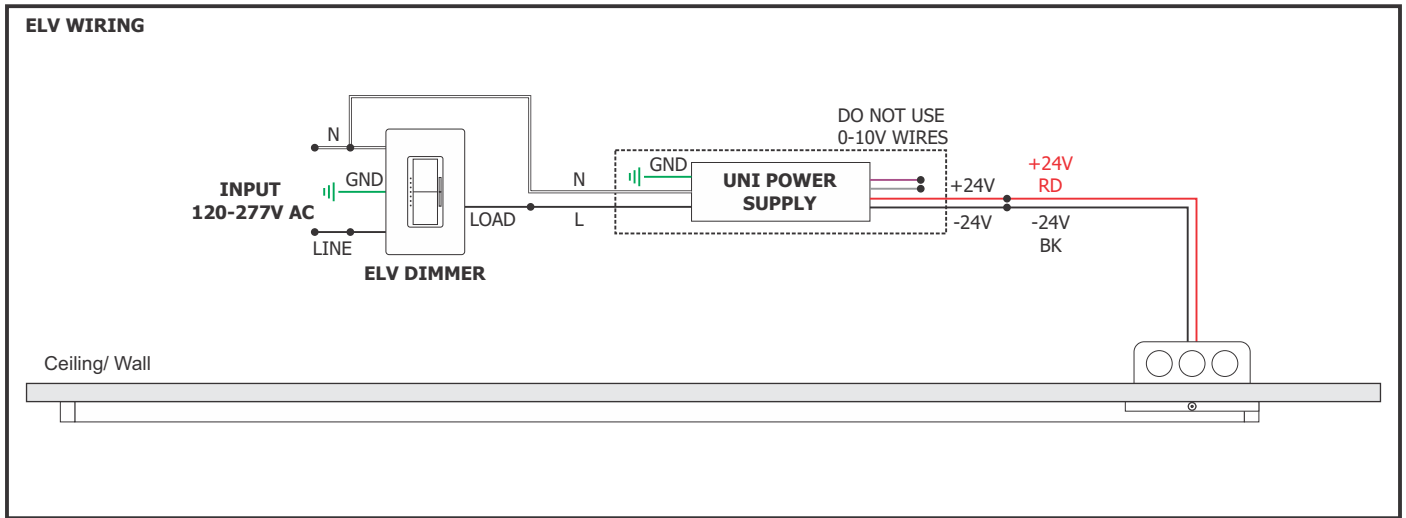 ELV WIRING
DO NOT USE
0-10V WIRES
N
GND
INPUT
120-277V AC
LINE
ELV DIMMER
LOAD
N
L
GND
UNI POWER
SUPPLY
+24V
-24V
+24V
RD
-24V
BK
Ceiling/ Wall